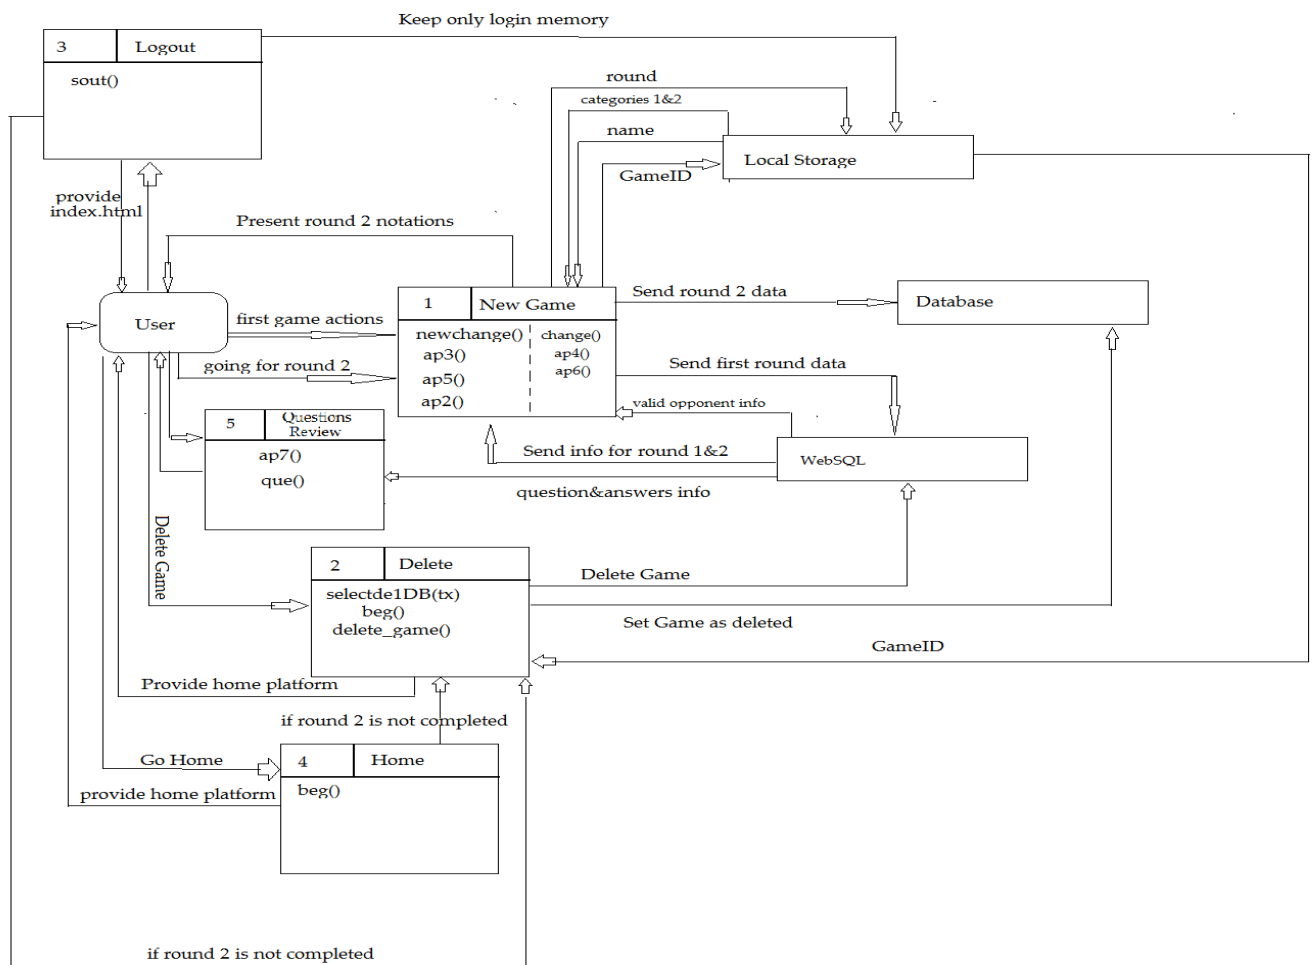 Keep only login memory
3 Logout
sout()
round
categories 1&2
name
GameID
Local Storage
provide
index.html
Present round 2 notations
User
first game actions
going for round 2
1 New Game
newchange() change()
ap3() ap4()
ap5() ap6()
ap2()
Send round 2 data
Database
Send first round data
valid opponent info
Send info for round 1&2
WebSQL
question&answers info
5 Questions
Review
ap7()
que()
Delete Game
2 Delete
selectde1DB(tx)
beg()
delete_game()
Delete Game
Set Game as deleted
GameID
Provide home platform
if round 2 is not completed
Go Home
4 Home
provide home platform
beg()
if round 2 is not completed